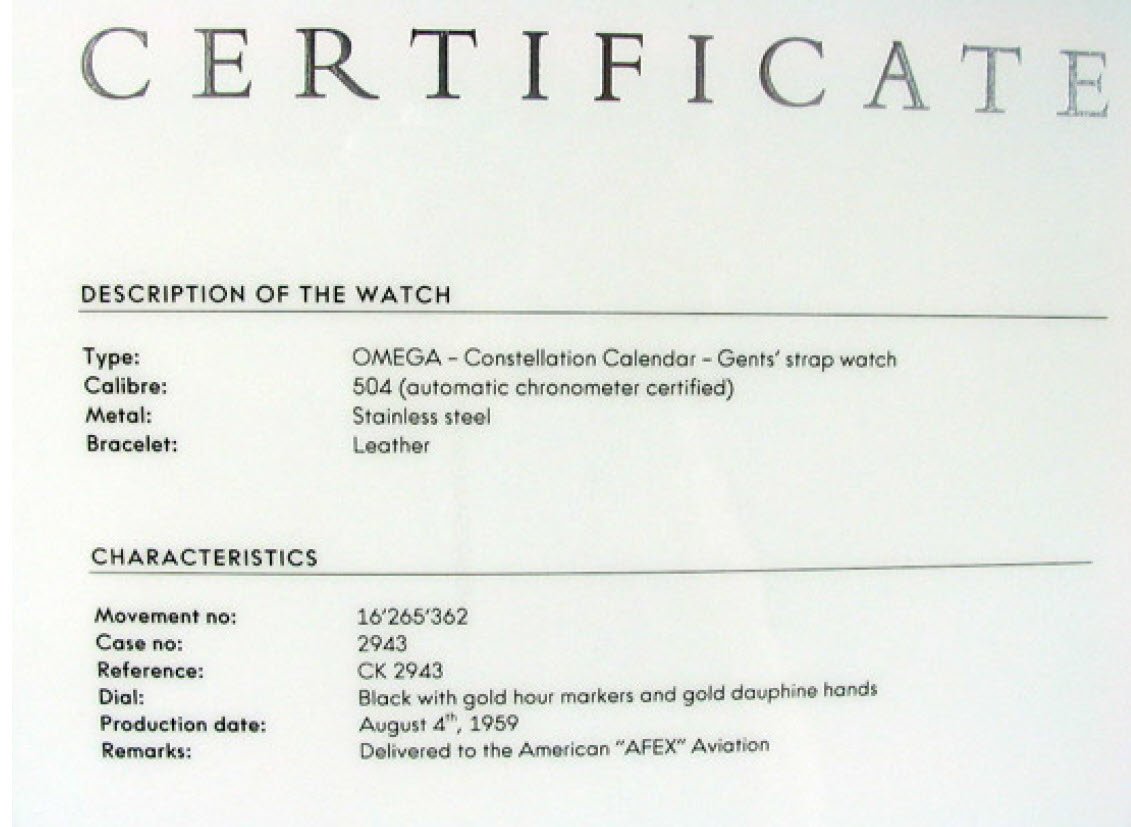 CERTIFICATE
DESCRIPTION OF THE WATCH
Type: OMEGA – Constellation Calendar – Gents' strap watch
Calibre: 504 (automatic chronometer certified)
Metal: Stainless steel
Bracelet: Leather
CHARACTERISTICS
Movement no: 16'265'362
Case no: 2943
Reference: CK 2943
Dial: Black with gold hour markers and gold dauphine hands
Production date: August 4th, 1959
Remarks: Delivered to the American "AFEX" Aviation